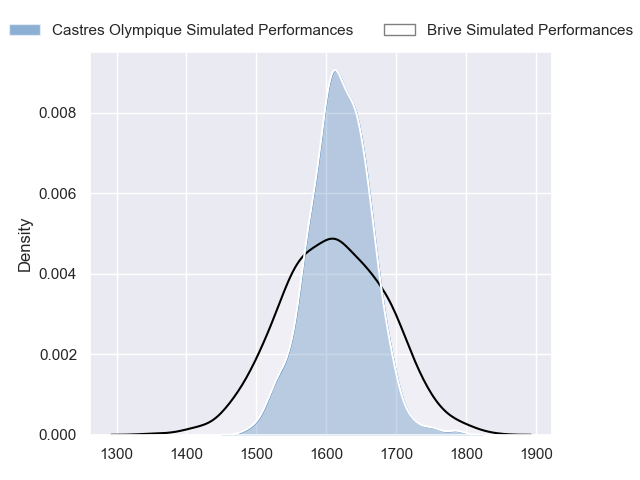 Castres Olympique Simulated Performances
Brive Simulated Performances
0.008
0.006
0.004
0.002
0.000
Density
1300 1400 1500 1600 1700 1800 1900